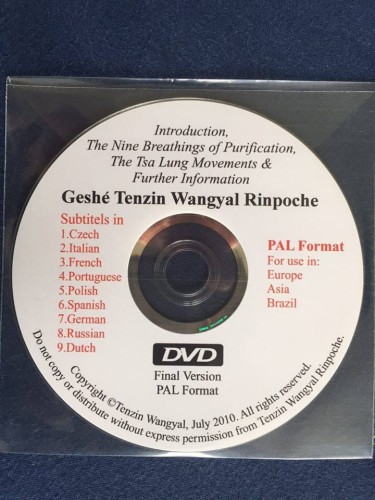 Introduction,
The Nine Breathings of Purification,
The Tsa Lung Movements &
Further Information
Geshé Tenzin Wangyal Rinpoche
Subtitels in
1.Czech
2.Italian
3.French
4.Portuguese
5.Polish
6.Spanish
7.German
8.Russian
9.Dutch
PAL Format
For use in:
Europe
Asia
Brazil
DVD
Final Version
PAL Format
Copyright ©Tenzin Wangyal, July 2010. All rights reserved.
Do not copy or distribute without express permission from Tenzin Wangyal Rinpoche.